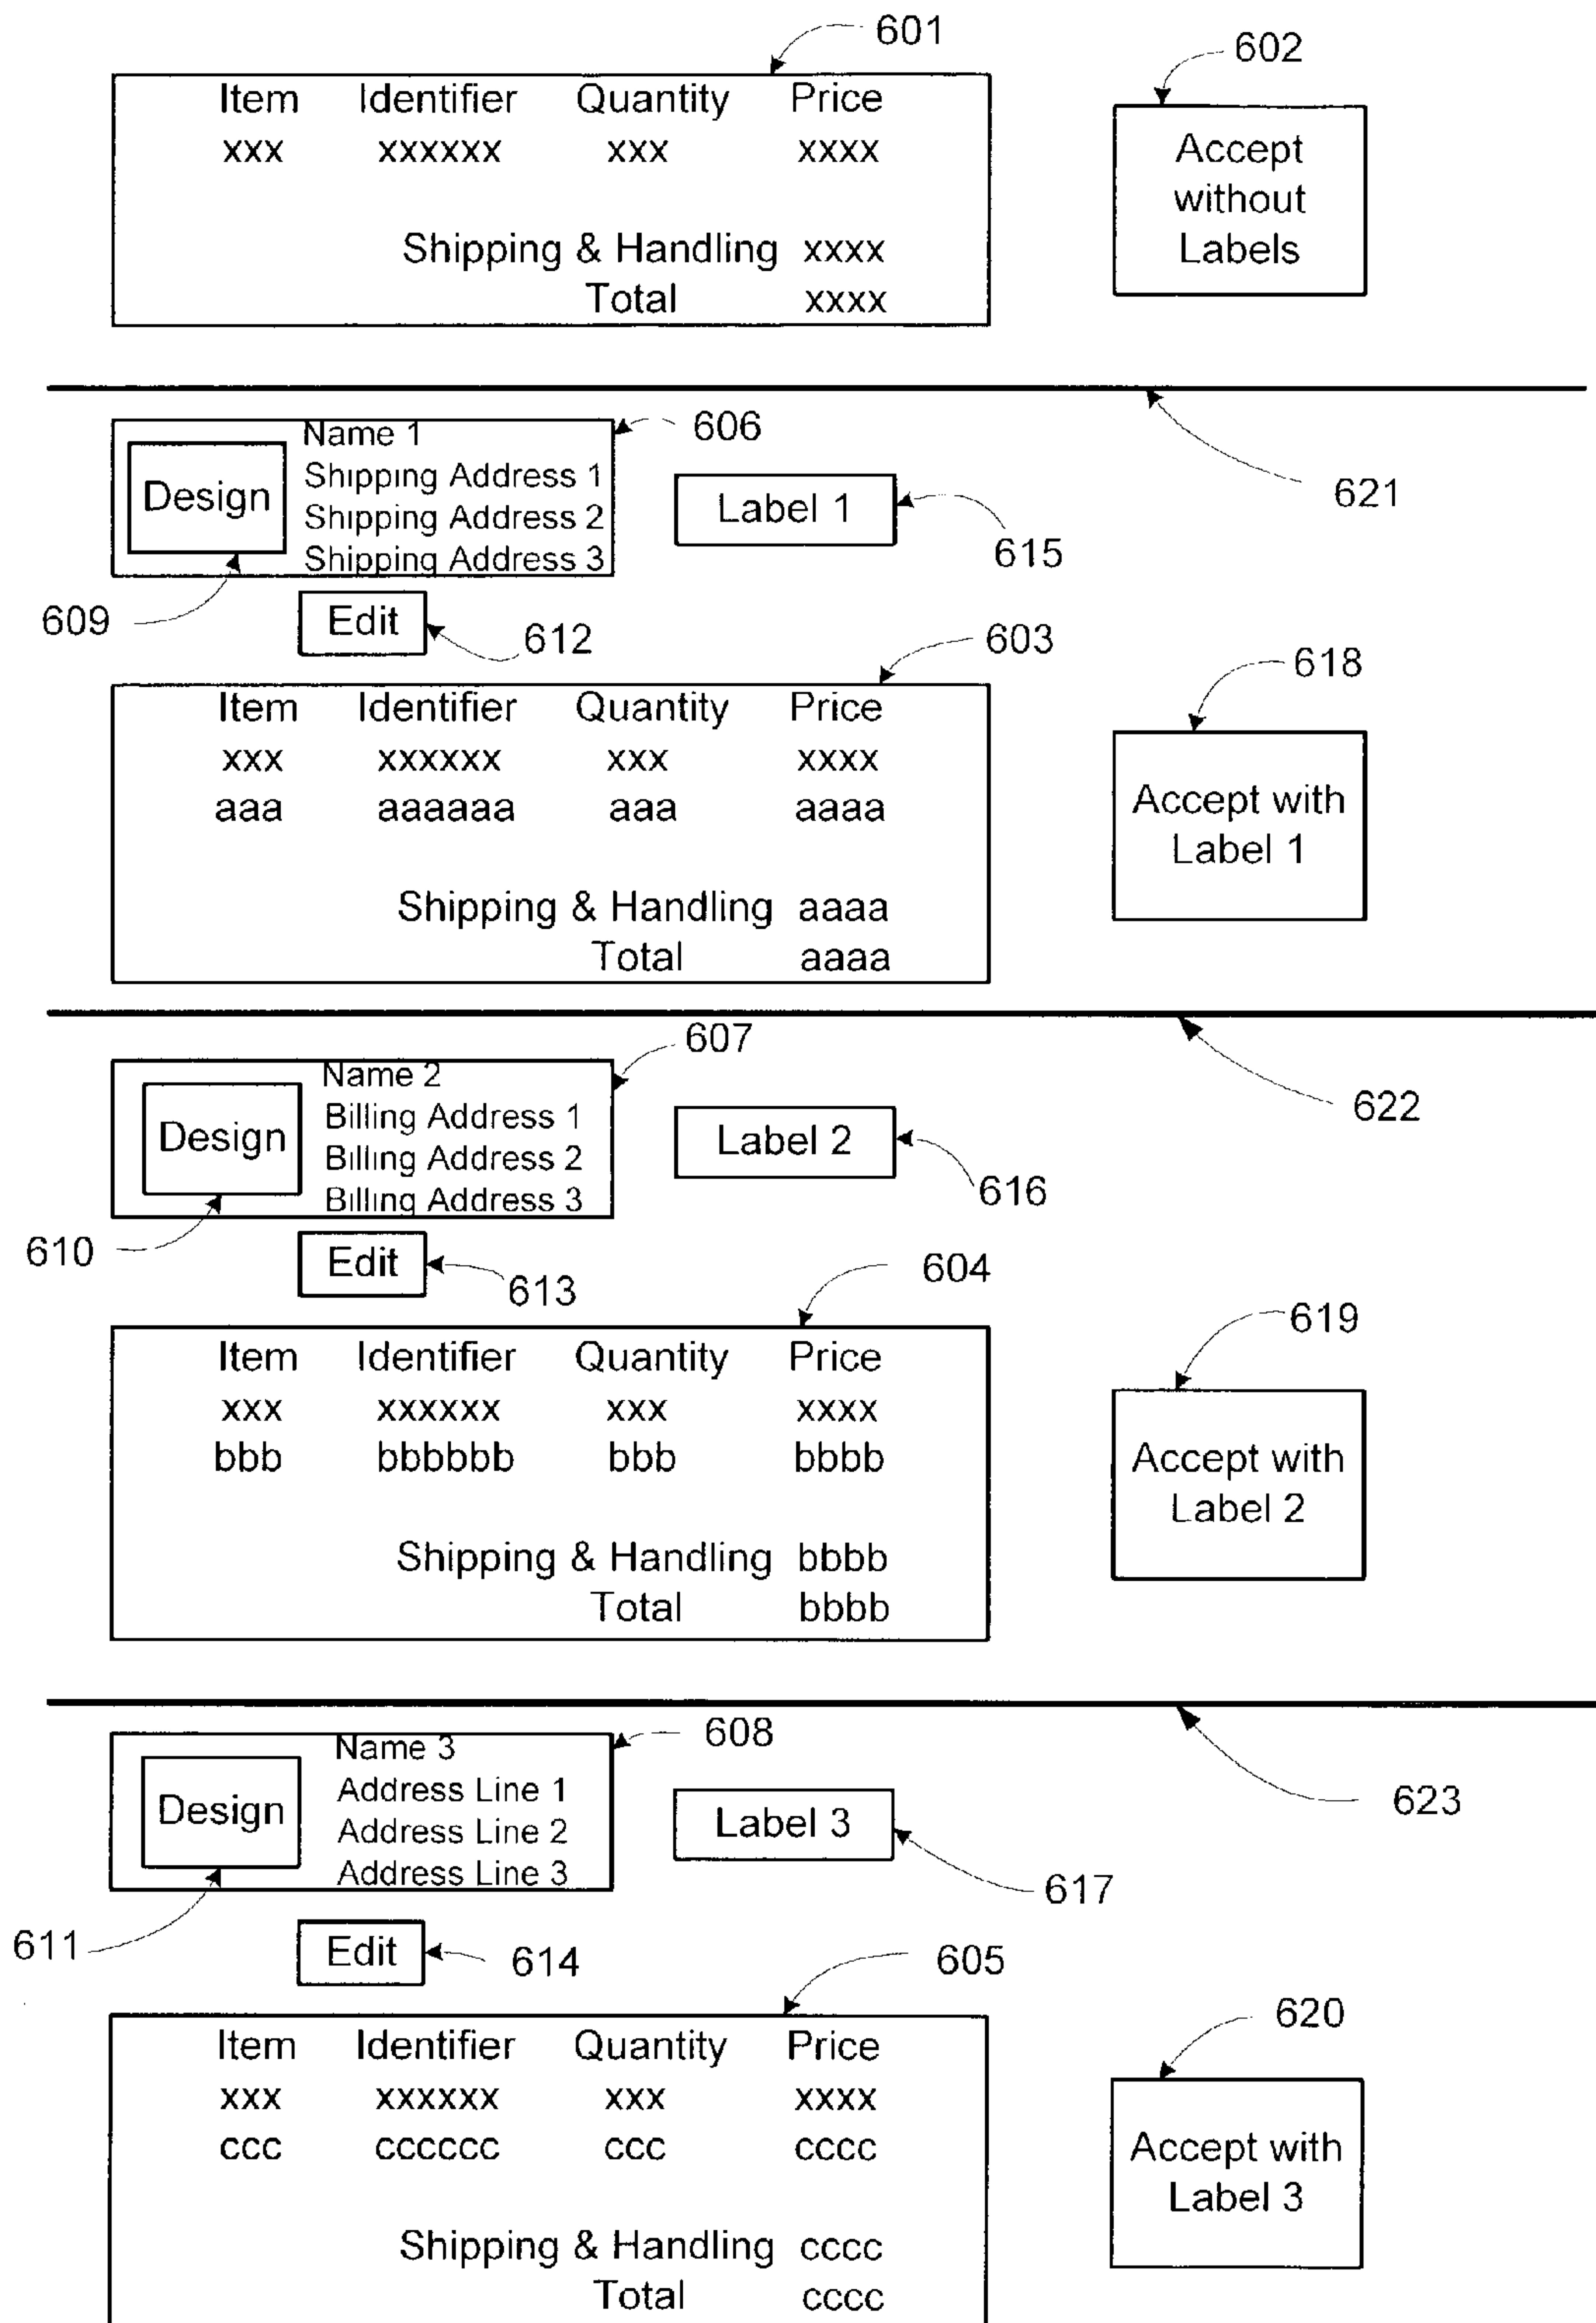 601
602
Item Identifier Quantity Price
xxx xxxxxx xxx xxxx
Shipping & Handling xxxx
Total xxxx
Accept
without
Labels
621
606
Name 1
Shipping Address 1
Shipping Address 2
Shipping Address 3
Design
Label 1
615
609
Edit
612
603
618
Item Identifier Quantity Price
xxx xxxxxx xxx xxxx
aaa aaaaaa aaa aaaa
Shipping & Handling aaaa
Total aaaa
Accept with
Label 1
622
607
Name 2
Billing Address 1
Billing Address 2
Billing Address 3
Design
Label 2
616
610
Edit
613
604
619
Item Identifier Quantity Price
xxx xxxxxx xxx xxxx
bbb bbbbbb bbb bbbb
Shipping & Handling bbbb
Total bbbb
Accept with
Label 2
623
608
Name 3
Address Line 1
Address Line 2
Address Line 3
Design
Label 3
617
611
Edit
614
605
620
Item Identifier Quantity Price
xxx xxxxxx xxx xxxx
ccc cccccc ccc cccc
Shipping & Handling cccc
Total cccc
Accept with
Label 3